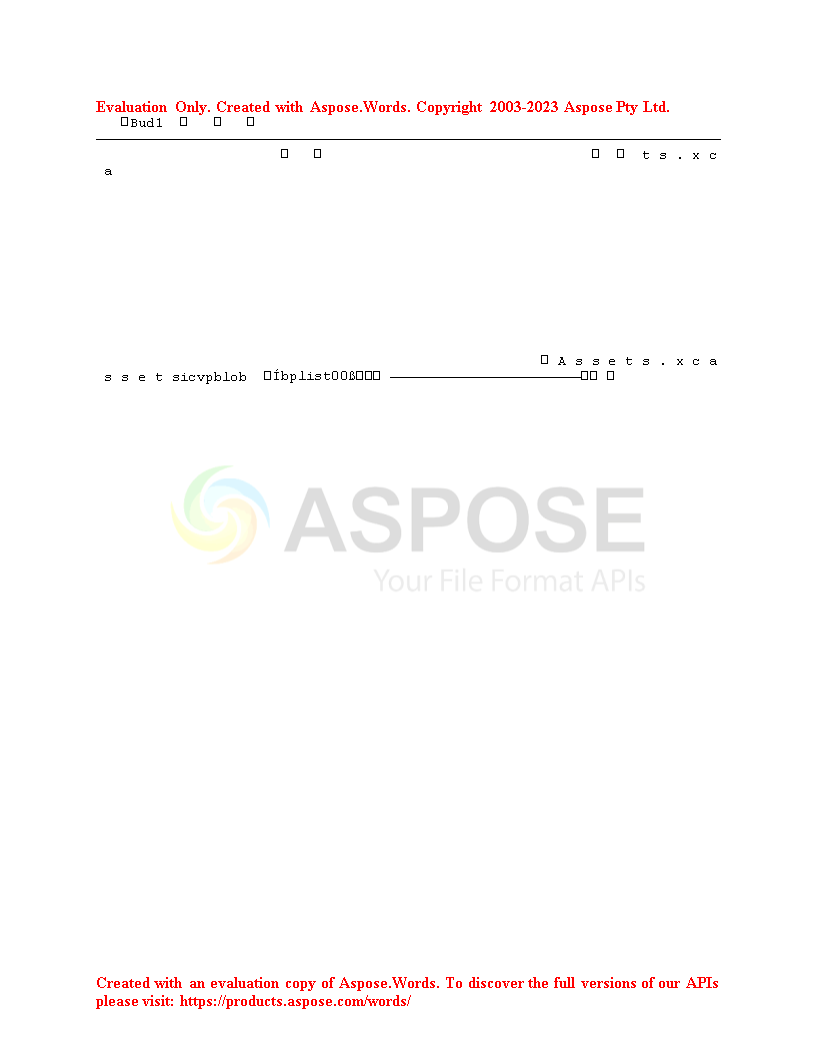 Evaluation Only. Created with Aspose.Words. Copyright 2003-2023 Aspose Pty Ltd.
□Bud1 □ □ □
□ □ □ □ t s . x c
a
□ A s s e t s . x c a
s s e t sicvpblob □Íbplist00ß□□□ □□ □
ASPOSE
Your File Format APIs
Created with an evaluation copy of Aspose.Words. To discover the full versions of our APIs
please visit: https://products.aspose.com/words/